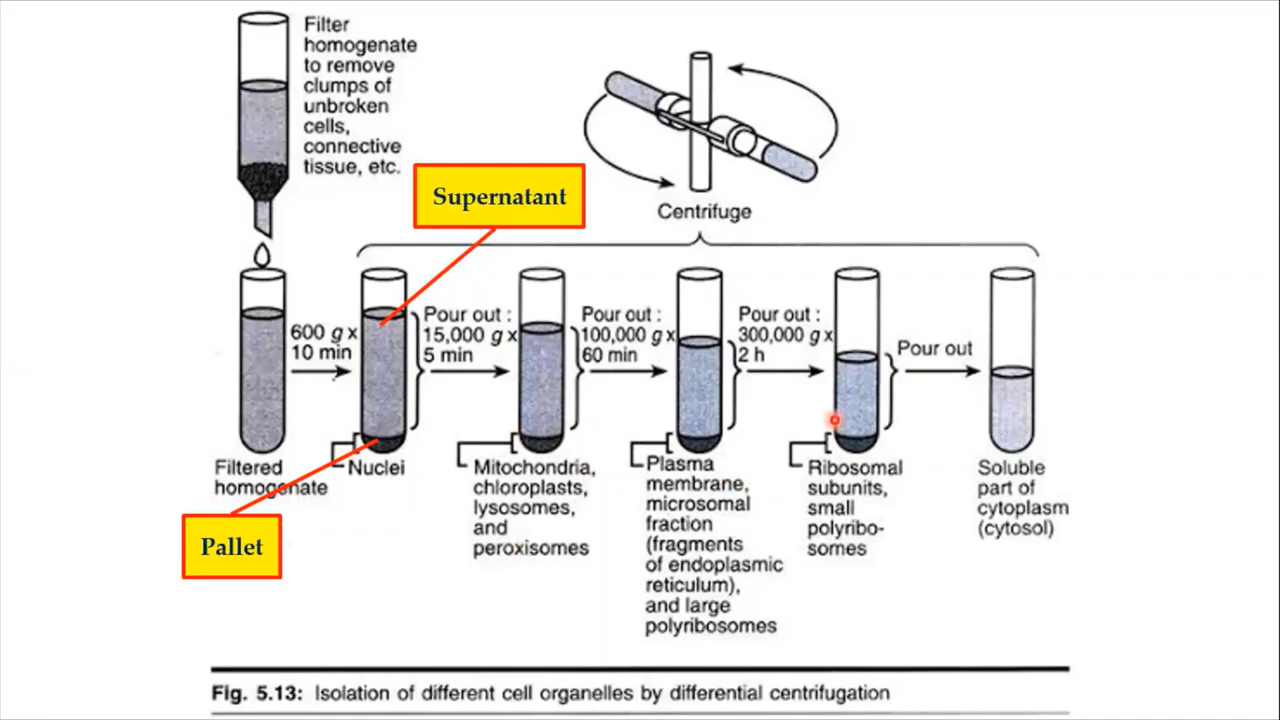 Filter
homogenate
to remove
clumps of
unbroken
cells,
connective
tissue, etc.
Supernatant
Centrifuge
600 g x
10 min
Pour out :
15,000 g x
5 min
Pour out :
100,000 g x
60 min
Pour out :
300,000 g x
2 h
Pour out
Filtered
homogenate
Nuclei
Mitochondria,
chloroplasts,
lysosomes,
and
peroxisomes
Plasma
membrane,
microsomal
fraction
(fragments
of endoplasmic
reticulum),
and large
polyribosomes
Ribosomal
subunits,
small
polyribo-
somes
Soluble
part of
cytoplasm
(cytosol)
Pallet
Fig. 5.13: Isolation of different cell organelles by differential centrifugation